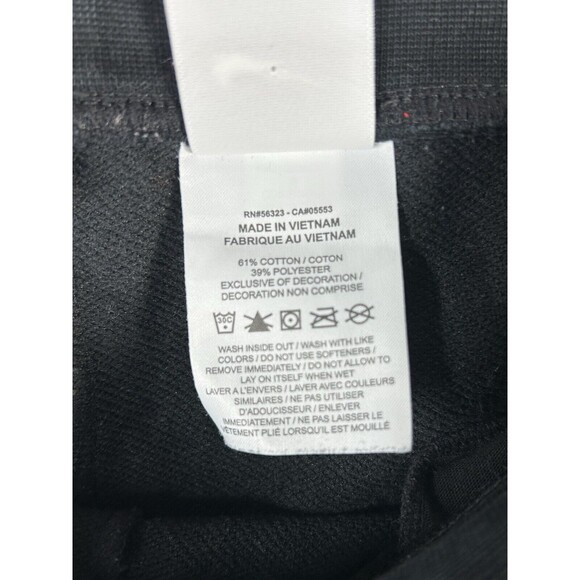 RN#56323 - CA#05553
MADE IN VIETNAM
FABRIQUE AU VIETNAM
61% COTTON / COTON
39% POLYESTER
EXCLUSIVE OF DECORATION /
DECORATION NON COMPRISE
30C
WASH INSIDE OUT / WASH WITH LIKE
COLORS / DO NOT USE SOFTENERS /
REMOVE IMMEDIATELY / DO NOT ALLOW TO
LAY ON ITSELF WHEN WET
LAVER A L'ENVERS / LAVER AVEC COULEURS
SIMILAIRES / NE PAS UTILISER
D'ADOUCISSEUR / ENLEVER
IMMEDIATEMENT / NE PAS LAISSER LE
VÊTEMENT PLIÉ LORSQU'IL EST MOUILLÉ